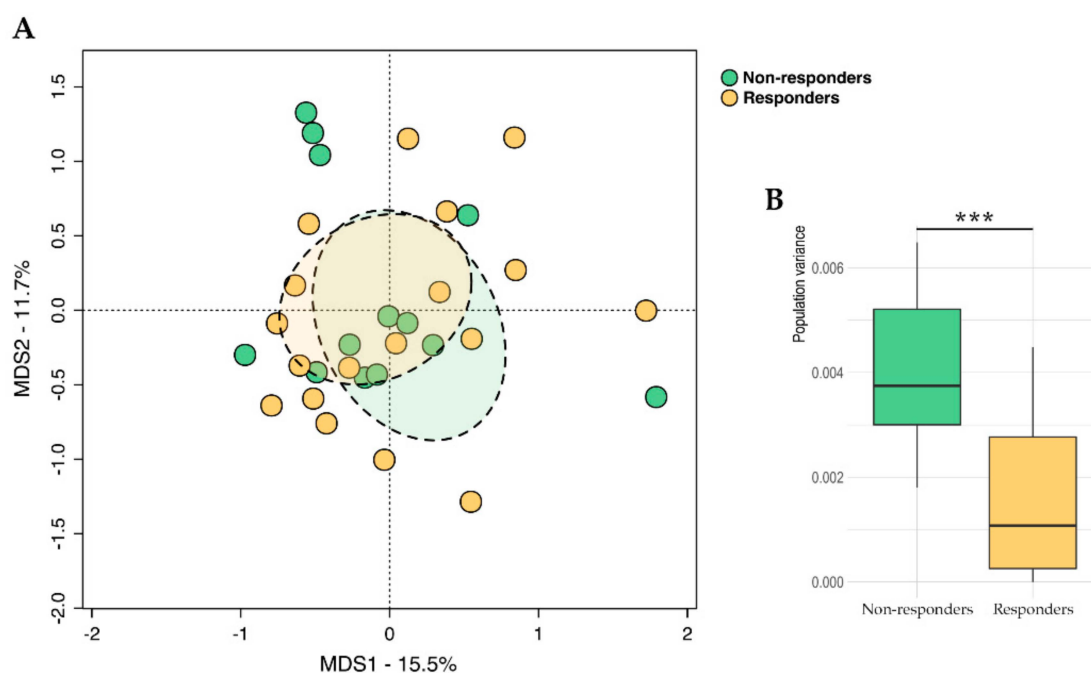 A
Non-responders
Responders
1.5
1.0
0.5
0.0
-0.5
-1.0
-1.5
-2.0
MDS2 - 11.7%
-2
-1
0
1
2
MDS1 - 15.5%
B
***
Population variance
0.006
0.004
0.002
0.000
Non-responders
Responders